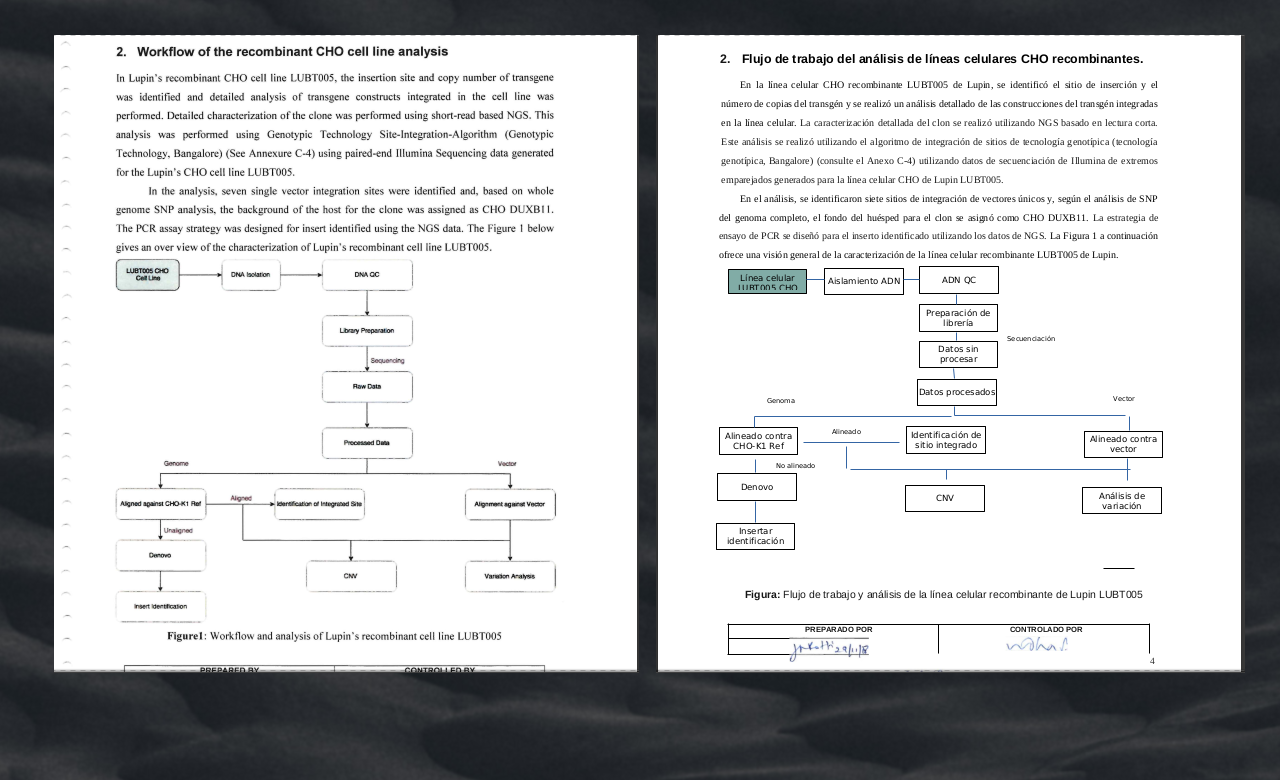 2. Workflow of the recombinant CHO cell line analysis
In Lupin's recombinant CHO cell line LUBT005, the insertion site and copy number of transgene
was identified and detailed analysis of transgene constructs integrated in the cell line was
performed. Detailed characterization of the clone was performed using short-read based NGS. This
analysis was performed using Genotypic Technology Site-Integration-Algorithm (Genotypic
Technology, Bangalore) (See Annexure C-4) using paired-end Illumina Sequencing data generated
for the Lupin's CHO cell line LUBT005.
In the analysis, seven single vector integration sites were identified and, based on whole
genome SNP analysis, the background of the host for the clone was assigned as CHO DUXB11.
The PCR assay strategy was designed for insert identified using the NGS data. The Figure 1 below
gives an over view of the characterization of Lupin's recombinant cell line LUBT005.
LUBT005 CHO
Cell Line
DNA Isolation
DNA QC
Library Preparation
Sequencing
Raw Data
Processed Data
Genome
Vector
Aligned against CHO-K1 Ref
Aligned
Identification of Integrated Site
Alignment against Vector
Unaligned
Denovo
CNV
Variation Analysis
Insert Identification
Figure1: Workflow and analysis of Lupin's recombinant cell line LUBT005
PREPARED BY
CONTROLLED BY
2. Flujo de trabajo del análisis de líneas celulares CHO recombinantes.
En la línea celular CHO recombinante LUBT005 de Lupin, se identificó el sitio de inserción y el
número de copias del transgén y se realizó un análisis detallado de las construcciones del transgén integradas
en la línea celular. La caracterización detallada del clon se realizó utilizando NGS basado en lectura corta.
Este análisis se realizó utilizando el algoritmo de integración de sitios de tecnología genotípica (tecnología
genotípica, Bangalore) (consulte el Anexo C-4) utilizando datos de secuenciación de Illumina de extremos
emparejados generados para la línea celular CHO de Lupin LUBT005.
En el análisis, se identificaron siete sitios de integración de vectores únicos y, según el análisis de SNP
del genoma completo, el fondo del huésped para el clon se asignó como CHO DUXB11. La estrategia de
ensayo de PCR se diseñó para el inserto identificado utilizando los datos de NGS. La Figura 1 a continuación
ofrece una visión general de la caracterización de la línea celular recombinante LUBT005 de Lupin.
Línea celular
LUBT005 CHO
Aislamiento ADN
ADN QC
Preparación de
librería
Secuenciación
Datos sin
procesar
Datos procesados
Genoma
Vector
Alineado contra
CHO-K1 Ref
Alineado
Identificación de
sitio integrado
Alineado contra
vector
No alineado
Denovo
CNV
Análisis de
variación
Insertar
identificación
Figura: Flujo de trabajo y análisis de la línea celular recombinante de Lupin LUBT005
PREPARADO POR
CONTROLADO POR
4